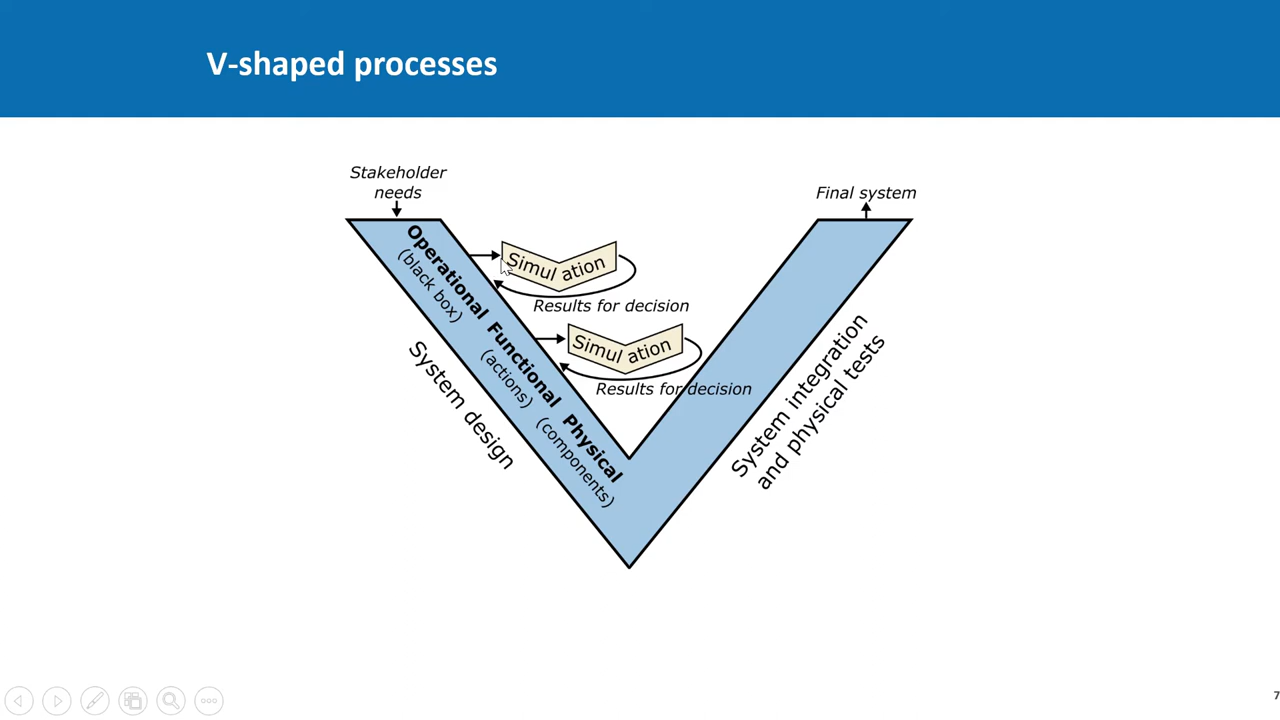 V-shaped processes
Stakeholder
needs
Final system
Operational
(black box)
Simul ation
Results for decision
Functional
(actions)
Simul ation
Results for decision
Physical
(components)
System design
System integration
and physical tests
7